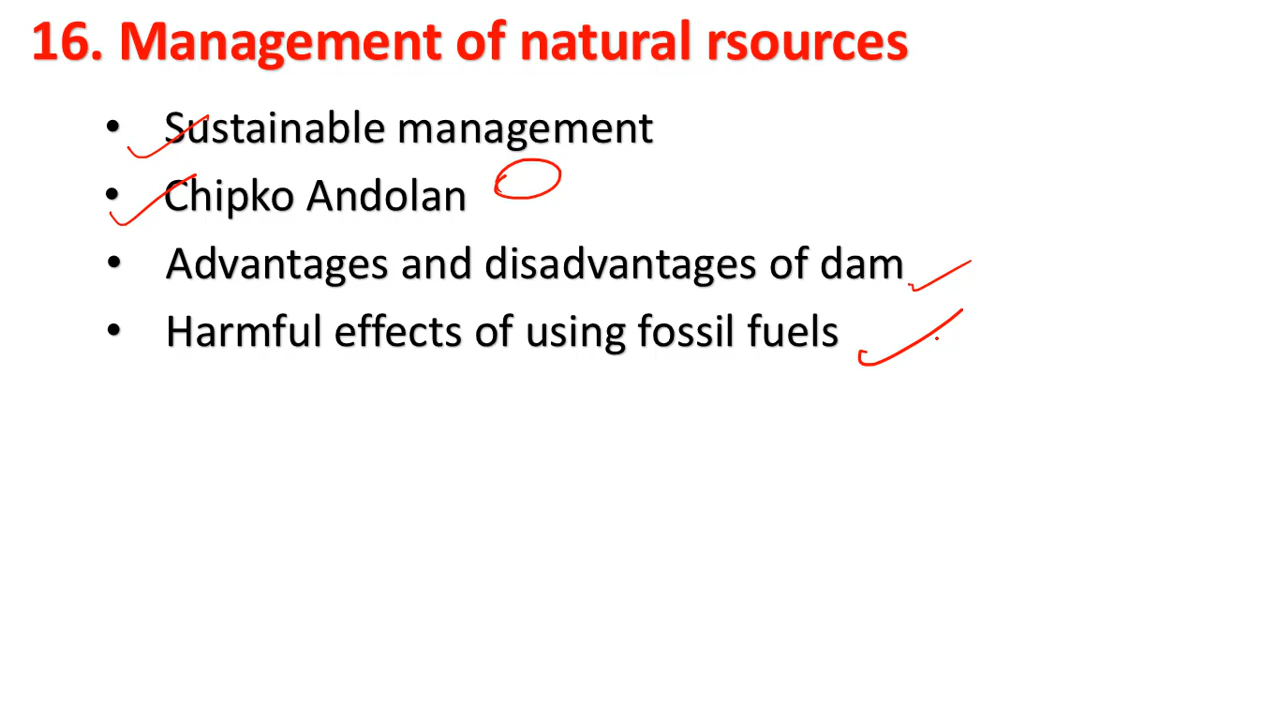 16. Management of natural rsources
• Sustainable management
• Chipko Andolan
• Advantages and disadvantages of dam
• Harmful effects of using fossil fuels